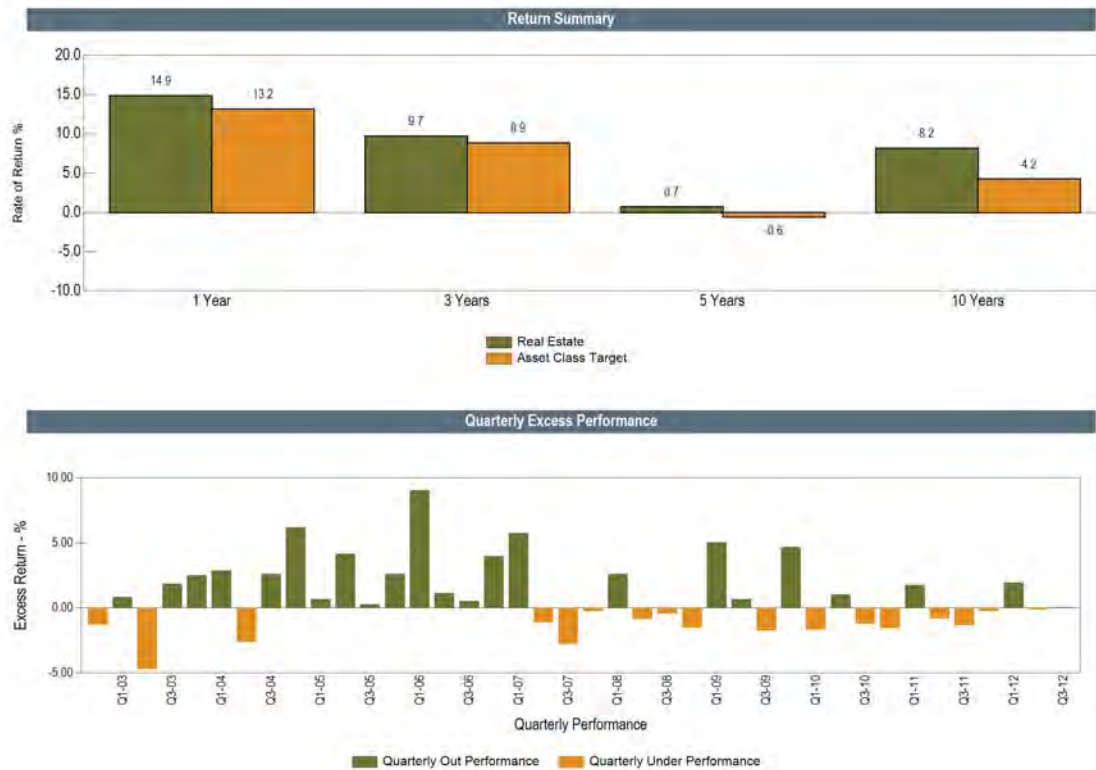 Return Summary
Rate of Return %
20.0
15.0
10.0
5.0
0.0
-5.0
-10.0
14.9
13.2
9.7
8.9
0.7
-0.6
8.2
4.2
1 Year
3 Years
5 Years
10 Years
Real Estate
Asset Class Target
Quarterly Excess Performance
Excess Return - %
10.00
5.00
0.00
-5.00
Q1-03
Q3-03
Q1-04
Q3-04
Q1-05
Q3-05
Q1-06
Q3-06
Q1-07
Q3-07
Q1-08
Q3-08
Q1-09
Q3-09
Q1-10
Q3-10
Q1-11
Q3-11
Q1-12
Q3-12
Quarterly Performance
Quarterly Out Performance
Quarterly Under Performance